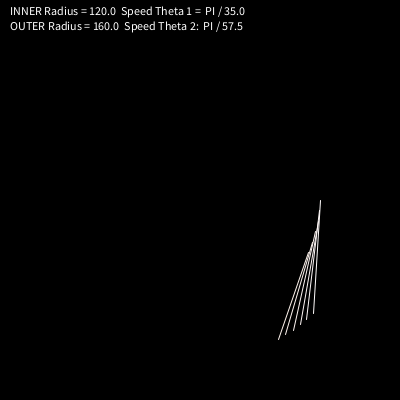 INNER Radius = 120.0  Speed Theta 1 =  PI / 35.0
OUTER Radius = 160.0  Speed Theta 2:  PI / 57.5